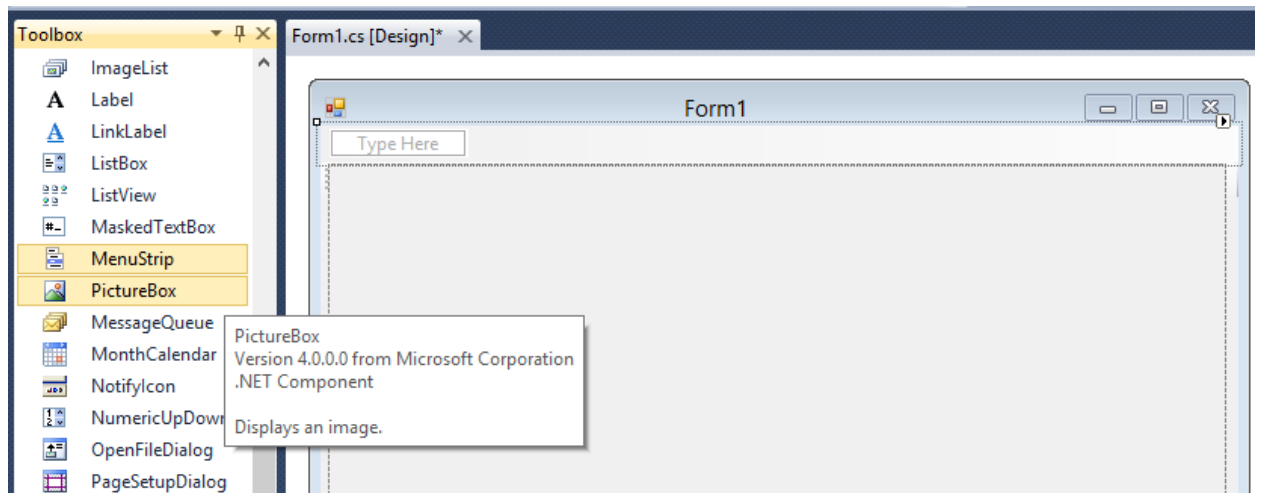 Toolbox
ImageList
A Label
A LinkLabel
ListBox
ListView
#_ MaskedTextBox
MenuStrip
PictureBox
MessageQueue
MonthCalendar
NotifyIcon
NumericUpDown
OpenFileDialog
PageSetupDialog
PictureBox
Version 4.0.0.0 from Microsoft Corporation
.NET Component
Displays an image.
Form1.cs [Design]*
Form1
Type Here